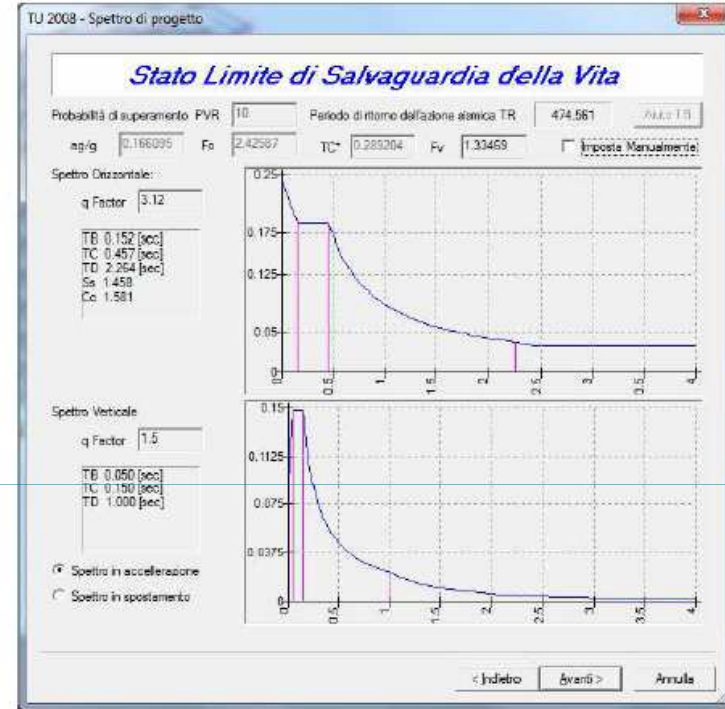 TU 2008 - Spettro di progetto
Stato Limite di Salvaguardia della Vita
Probabilità di superamento PVR 10 Periodo di ritorno dell'azione sismica TR 474.561
ag/g 0.166095 Fo 2.42587 TC* 0.289204 Fv 1.33469 Imposta Manualmente
Spettro Orizzontale:
q Factor 3.12
TB 0.152 [sec]
TC 0.457 [sec]
TD 2.264 [sec]
Ss 1.458
Cc 1.581
0.25
0.175
0.125
0.05
0
0 0.5 1 1.5 2 2.5 3 3.5 4
Spettro Verticale
q Factor 1.5
TB 0.050 [sec]
TC 0.150 [sec]
TD 1.000 [sec]
0.15
0.1125
0.075
0.0375
0
0 0.5 1 1.5 2 2.5 3 3.5 4
Spettro in accellerazione
Spettro in spostamento
< Indietro Avanti > Annulla